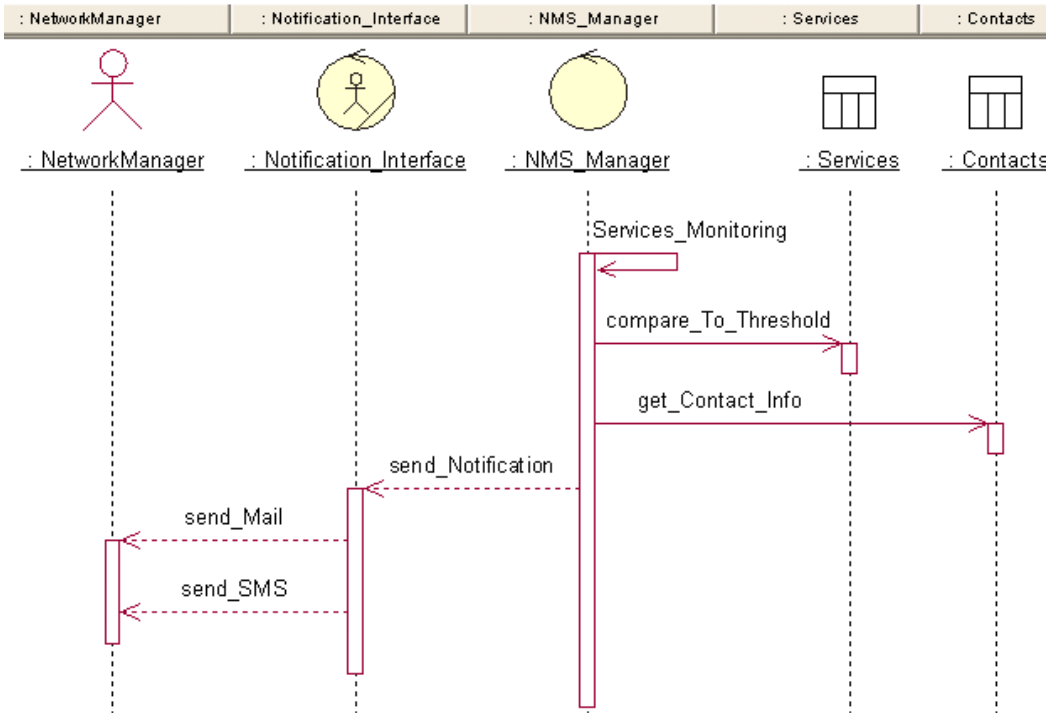 : NetworkManager
: Notification_Interface
: NMS_Manager
: Services
: Contacts
: NetworkManager
: Notification_Interface
: NMS_Manager
: Services
: Contacts
Services_Monitoring
compare_To_Threshold
get_Contact_Info
send_Notification
send_Mail
send_SMS